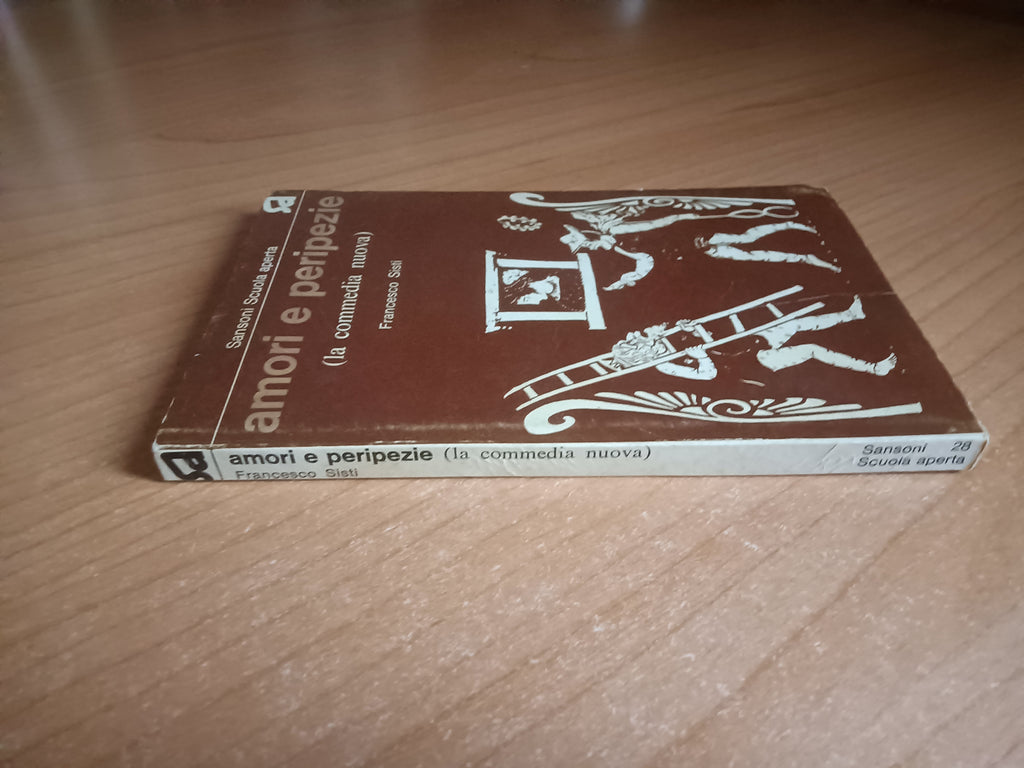 Sansoni Scuola aperta
amori e peripezie
(la commedia nuova)
Francesco Sisti
amori e peripezie (la commedia nuova)
Francesco Sisti
Sansoni 28
Scuola aperta